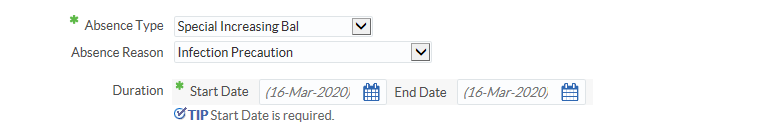 * Absence Type Special Increasing Bal
Absence Reason Infection Precaution
Duration * Start Date (16-Mar-2020) End Date (16-Mar-2020)
TIP Start Date is required.